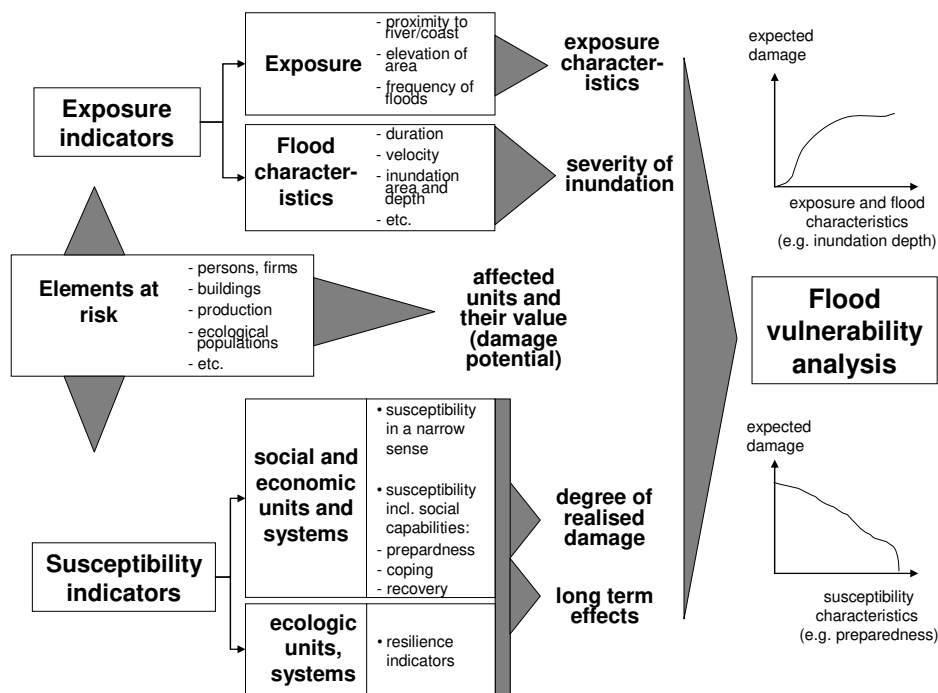 Exposure
indicators
Exposure
- proximity to
river/coast
- elevation of
area
- frequency of
floods
exposure
character-
istics
Flood
character-
istics
- duration
- velocity
- inundation
area and
depth
- etc.
severity of
inundation
Elements at
risk
- persons, firms
- buildings
- production
- ecological
populations
- etc.
affected
units and
their value
(damage
potential)
Susceptibility
indicators
social and
economic
units and
systems
• susceptibility
in a narrow
sense
• susceptibility
incl. social
capabilities:
- prepardness
- coping
- recovery
ecologic
units,
systems
• resilience
indicators
degree of
realised
damage
long term
effects
expected
damage
exposure and flood
characteristics
(e.g. inundation depth)
Flood
vulnerability
analysis
expected
damage
susceptibility
characteristics
(e.g. preparedness)